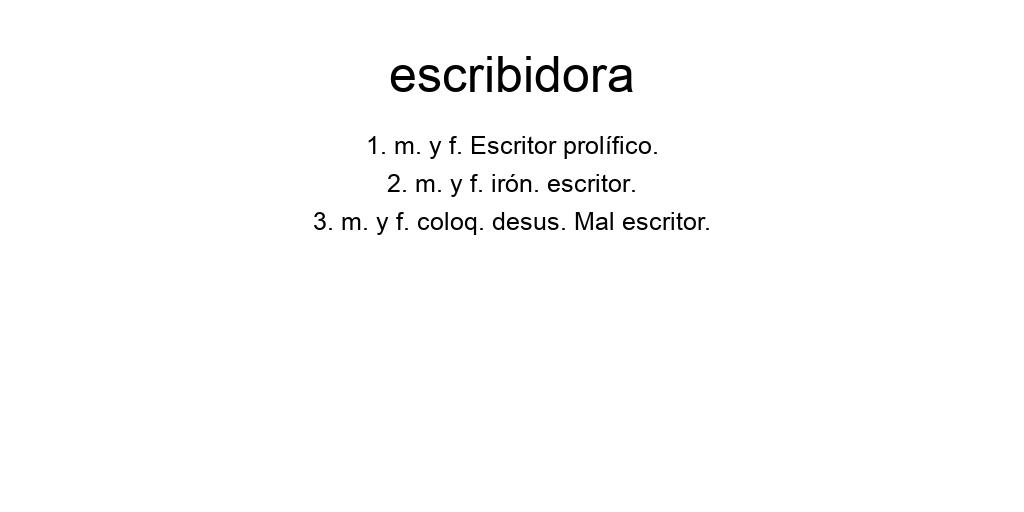 escribidora
1. m. y f. Escritor prolífico.
2. m. y f. irón. escritor.
3. m. y f. coloq. desus. Mal escritor.